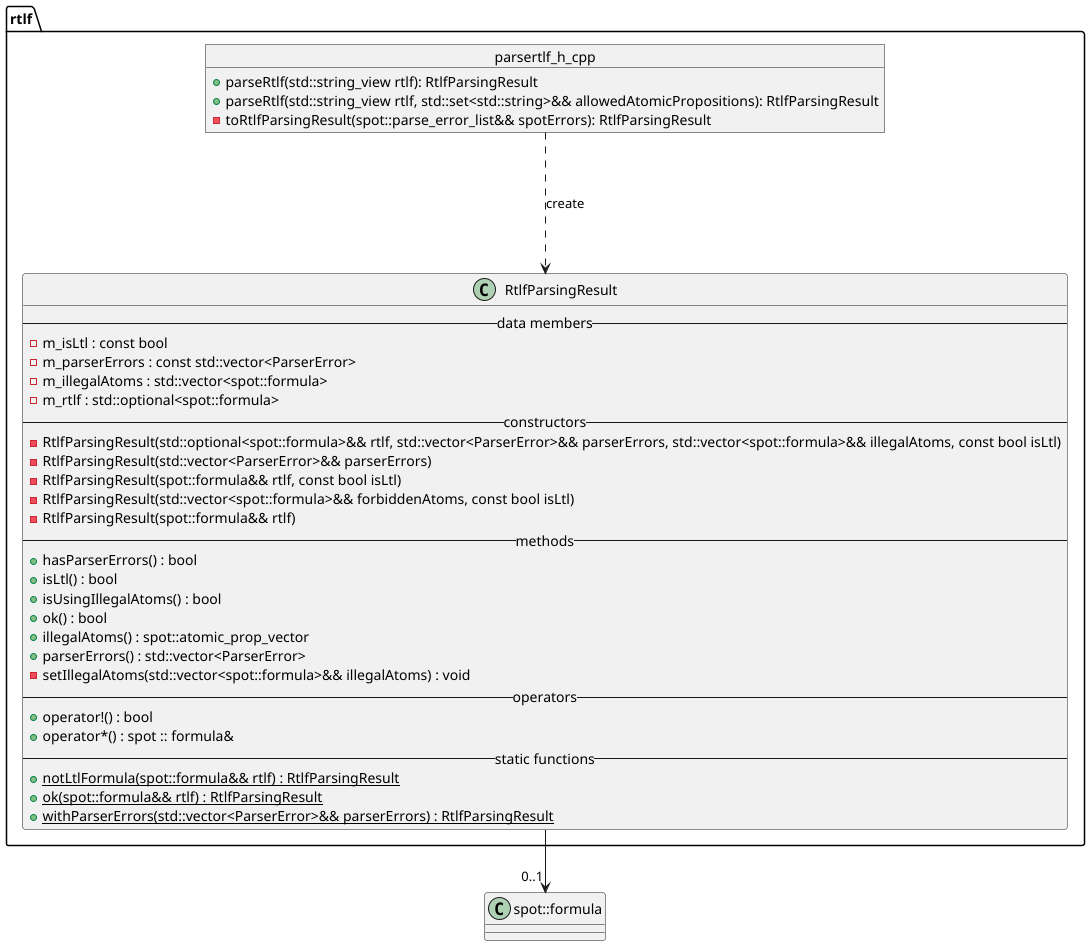 rtlf
parsertlf_h_cpp
parseRtlf(std::string_view rtlf): RtlfParsingResult
parseRtlf(std::string_view rtlf, std::set<std::string>&& allowedAtomicPropositions): RtlfParsingResult
toRtlfParsingResult(spot::parse_error_list&& spotErrors): RtlfParsingResult
create
C RtlfParsingResult
data members
m_isLtl : const bool
m_parserErrors : const std::vector<ParserError>
m_illegalAtoms : std::vector<spot::formula>
m_rtlf : std::optional<spot::formula>
constructors
RtlfParsingResult(std::optional<spot::formula>&& rtlf, std::vector<ParserError>&& parserErrors, std::vector<spot::formula>&& illegalAtoms, const bool isLtl)
RtlfParsingResult(std::vector<ParserError>&& parserErrors)
RtlfParsingResult(spot::formula&& rtlf, const bool isLtl)
RtlfParsingResult(std::vector<spot::formula>&& forbiddenAtoms, const bool isLtl)
RtlfParsingResult(spot::formula&& rtlf)
methods
hasParserErrors() : bool
isLtl() : bool
isUsingIllegalAtoms() : bool
ok() : bool
illegalAtoms() : spot::atomic_prop_vector
parserErrors() : std::vector<ParserError>
setIllegalAtoms(std::vector<spot::formula>&& illegalAtoms) : void
operators
operator!() : bool
operator*() : spot :: formula&
static functions
notLtlFormula(spot::formula&& rtlf) : RtlfParsingResult
ok(spot::formula&& rtlf) : RtlfParsingResult
withParserErrors(std::vector<ParserError>&& parserErrors) : RtlfParsingResult
0..1
C spot::formula